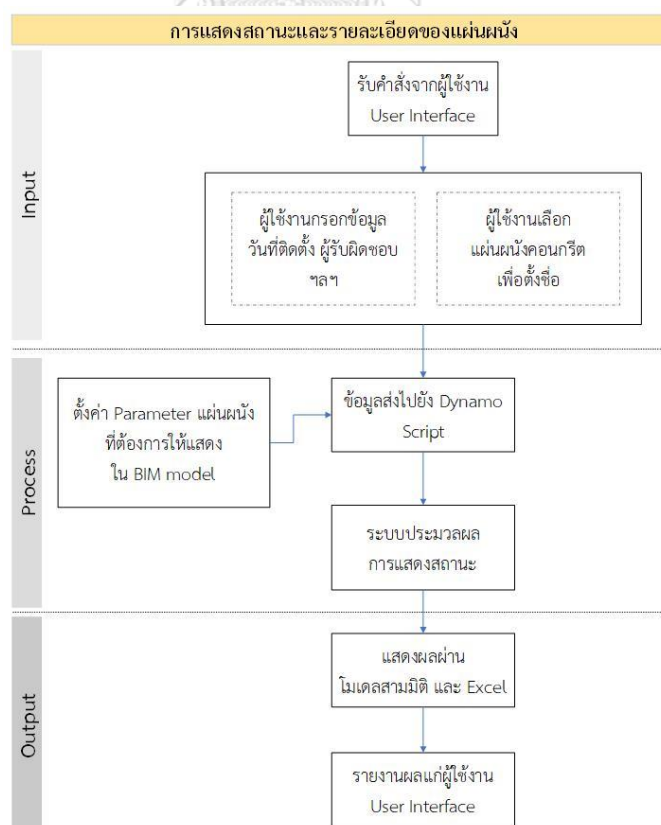 การแสดงสถานะและรายละเอียดของแผ่นผนัง
Input
รับคำสั่งจากผู้ใช้งาน
User Interface
ผู้ใช้งานกรอกข้อมูล
วันที่ติดตั้ง ผู้รับผิดชอบ
ฯลฯ
ผู้ใช้งานเลือก
แผ่นผนังคอนกรีต
เพื่อตั้งชื่อ
Process
ตั้งค่า Parameter แผ่นผนัง
ที่ต้องการให้แสดง
ใน BIM model
ข้อมูลส่งไปยัง Dynamo
Script
ระบบประมวลผล
การแสดงสถานะ
Output
แสดงผลผ่าน
โมเดลสามมิติ และ Excel
รายงานผลแก่ผู้ใช้งาน
User Interface